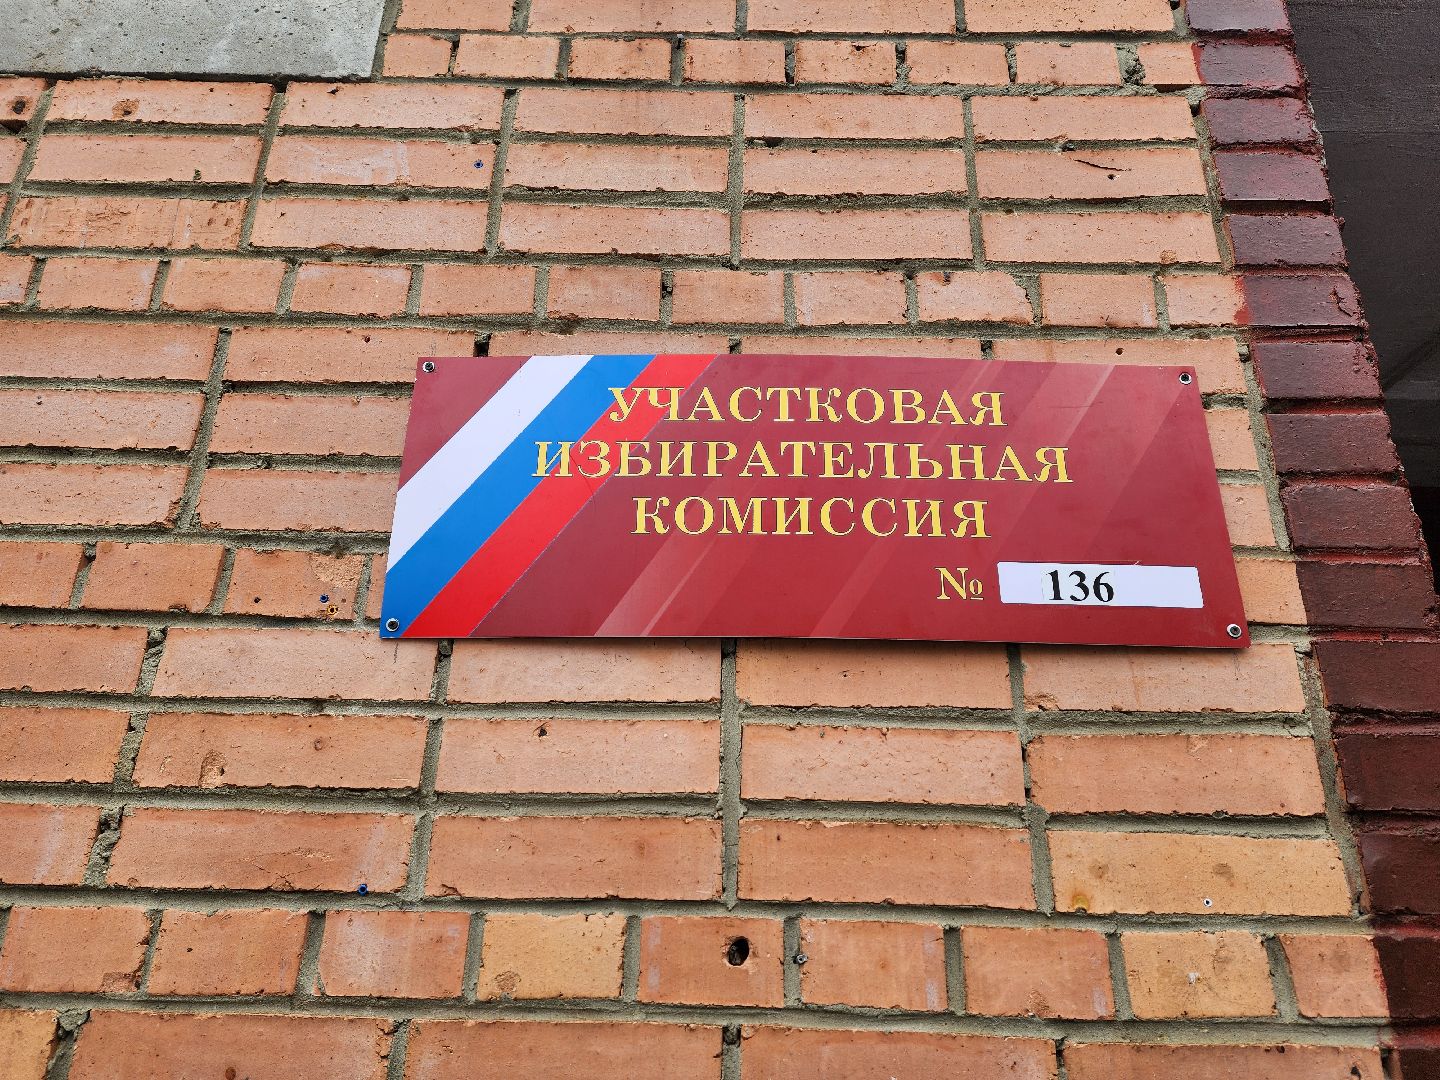 УЧАСТКОВАЯ
ИЗБИРАТЕЛЬНАЯ
КОМИССИЯ
№ 136